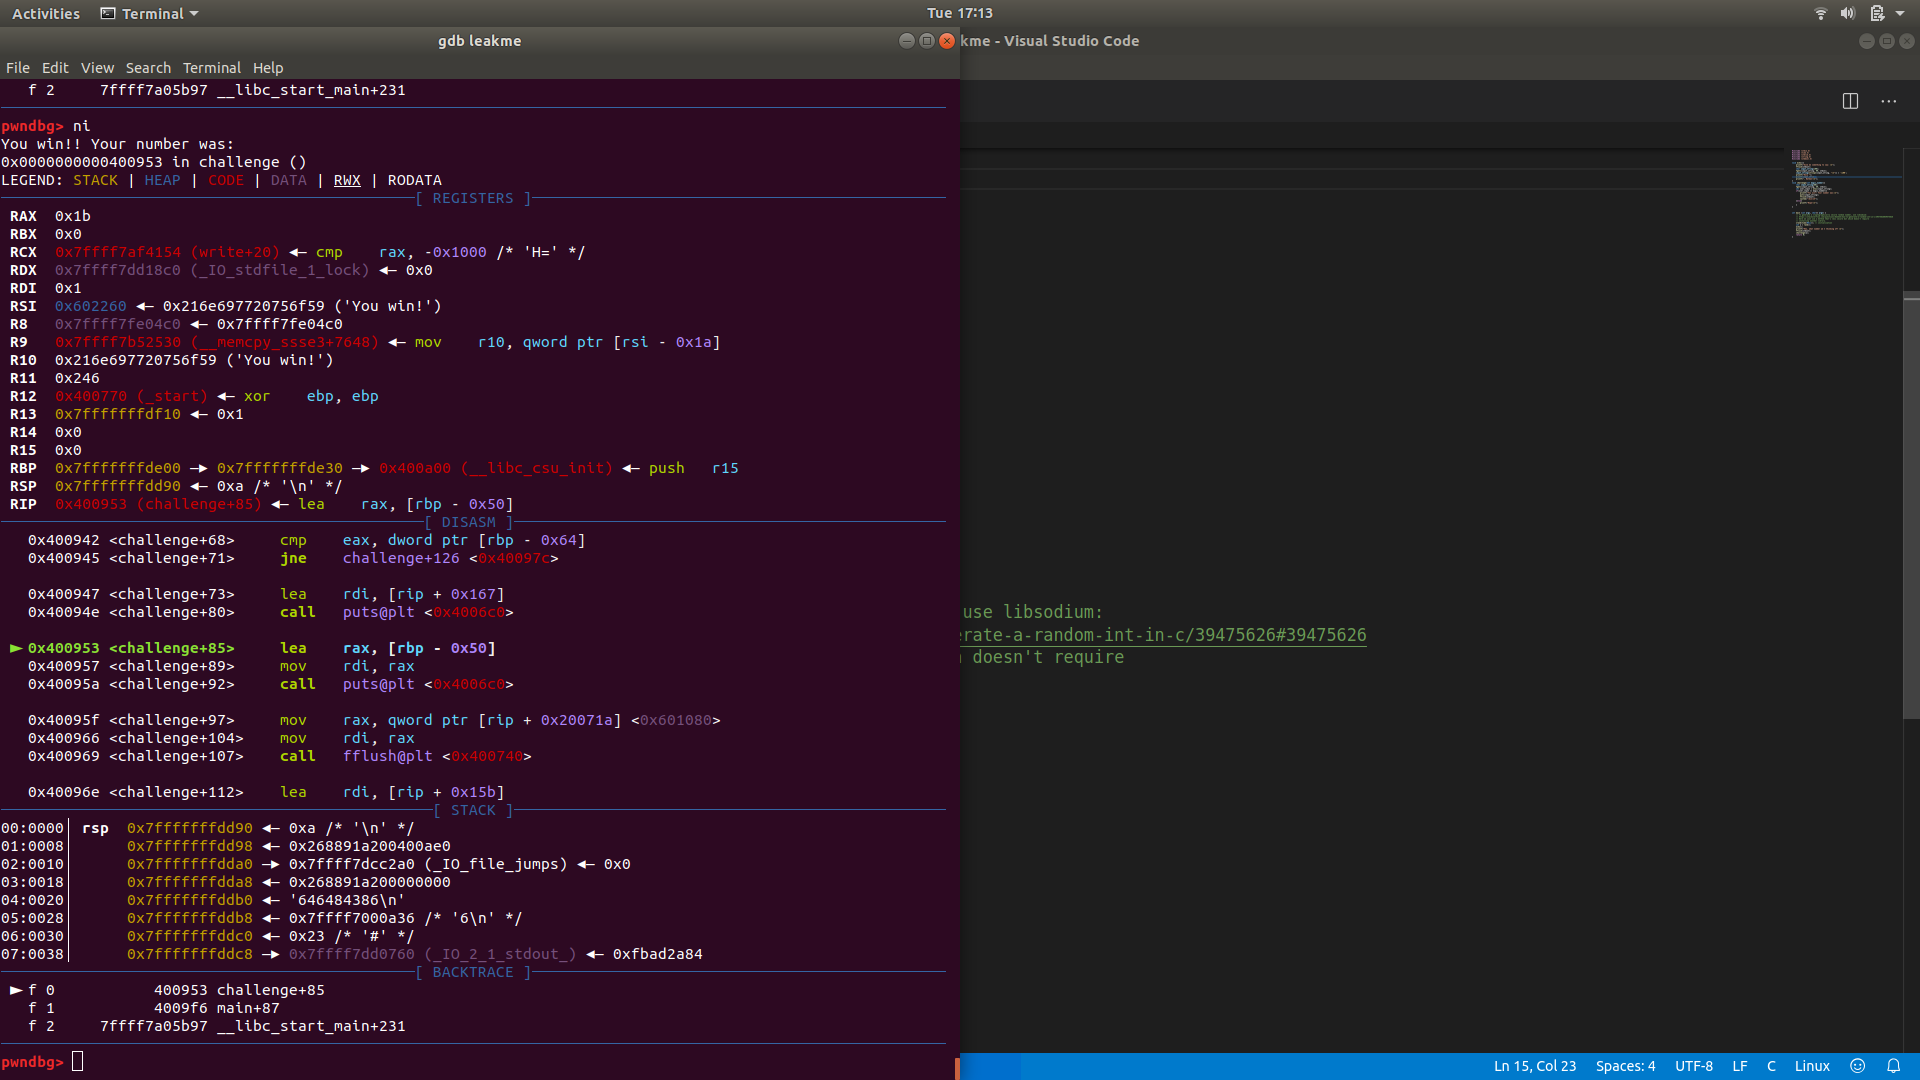 Activities Terminal Tue 17:13
gdb leakme
kme - Visual Studio Code
File Edit View Search Terminal Help
f 2 7ffff7a05b97 __libc_start_main+231
pwndbg> ni
You win!! Your number was:
0x0000000000400953 in challenge ()
LEGEND: STACK | HEAP | CODE | DATA | RWX | RODATA
[ REGISTERS ]
RAX 0x1b
RBX 0x0
RCX 0x7ffff7af4154 (write+20) ◂— cmp rax, -0x1000 /* 'H=' */
RDX 0x7ffff7dd18c0 (_IO_stdfile_1_lock) ◂— 0x0
RDI 0x1
RSI 0x602260 ◂— 0x216e697720756f59 ('You win!')
R8 0x7ffff7fe04c0 ◂— 0x7ffff7fe04c0
R9 0x7ffff7b52530 (__memcpy_ssse3+7648) ◂— mov r10, qword ptr [rsi - 0x1a]
R10 0x216e697720756f59 ('You win!')
R11 0x246
R12 0x400770 (_start) ◂— xor ebp, ebp
R13 0x7fffffffdf10 ◂— 0x1
R14 0x0
R15 0x0
RBP 0x7fffffffde00 —▸ 0x7fffffffde30 —▸ 0x400a00 (__libc_csu_init) ◂— push r15
RSP 0x7fffffffdd90 ◂— 0xa /* '\n' */
RIP 0x400953 (challenge+85) ◂— lea rax, [rbp - 0x50]
[ DISASM ]
0x400942 <challenge+68> cmp eax, dword ptr [rbp - 0x64]
0x400945 <challenge+71> jne challenge+126 <0x40097c>
0x400947 <challenge+73> lea rdi, [rip + 0x167]
0x40094e <challenge+80> call puts@plt <0x4006c0>
► 0x400953 <challenge+85> lea rax, [rbp - 0x50]
0x400957 <challenge+89> mov rdi, rax
0x40095a <challenge+92> call puts@plt <0x4006c0>
0x40095f <challenge+97> mov rax, qword ptr [rip + 0x20071a] <0x601080>
0x400966 <challenge+104> mov rdi, rax
0x400969 <challenge+107> call fflush@plt <0x400740>
0x40096e <challenge+112> lea rdi, [rip + 0x15b]
[ STACK ]
00:0000│ rsp 0x7fffffffdd90 ◂— 0xa /* '\n' */
01:0008│ 0x7fffffffdd98 ◂— 0x268891a200400ae0
02:0010│ 0x7fffffffdda0 —▸ 0x7ffff7dcc2a0 (_IO_file_jumps) ◂— 0x0
03:0018│ 0x7fffffffdda8 ◂— 0x268891a200000000
04:0020│ 0x7fffffffddb0 ◂— '646484386\n'
05:0028│ 0x7fffffffddb8 ◂— 0x7ffff7000a36 /* '6\n' */
06:0030│ 0x7fffffffddc0 ◂— 0x23 /* '#' */
07:0038│ 0x7fffffffddc8 —▸ 0x7ffff7dd0760 (_IO_2_1_stdout_) ◂— 0xfbad2a84
[ BACKTRACE ]
► f 0 400953 challenge+85
f 1 4009f6 main+87
f 2 7ffff7a05b97 __libc_start_main+231
pwndbg>
use libsodium:
erate-a-random-int-in-c/39475626#39475626
doesn't require
Ln 15, Col 23 Spaces: 4 UTF-8 LF C Linux